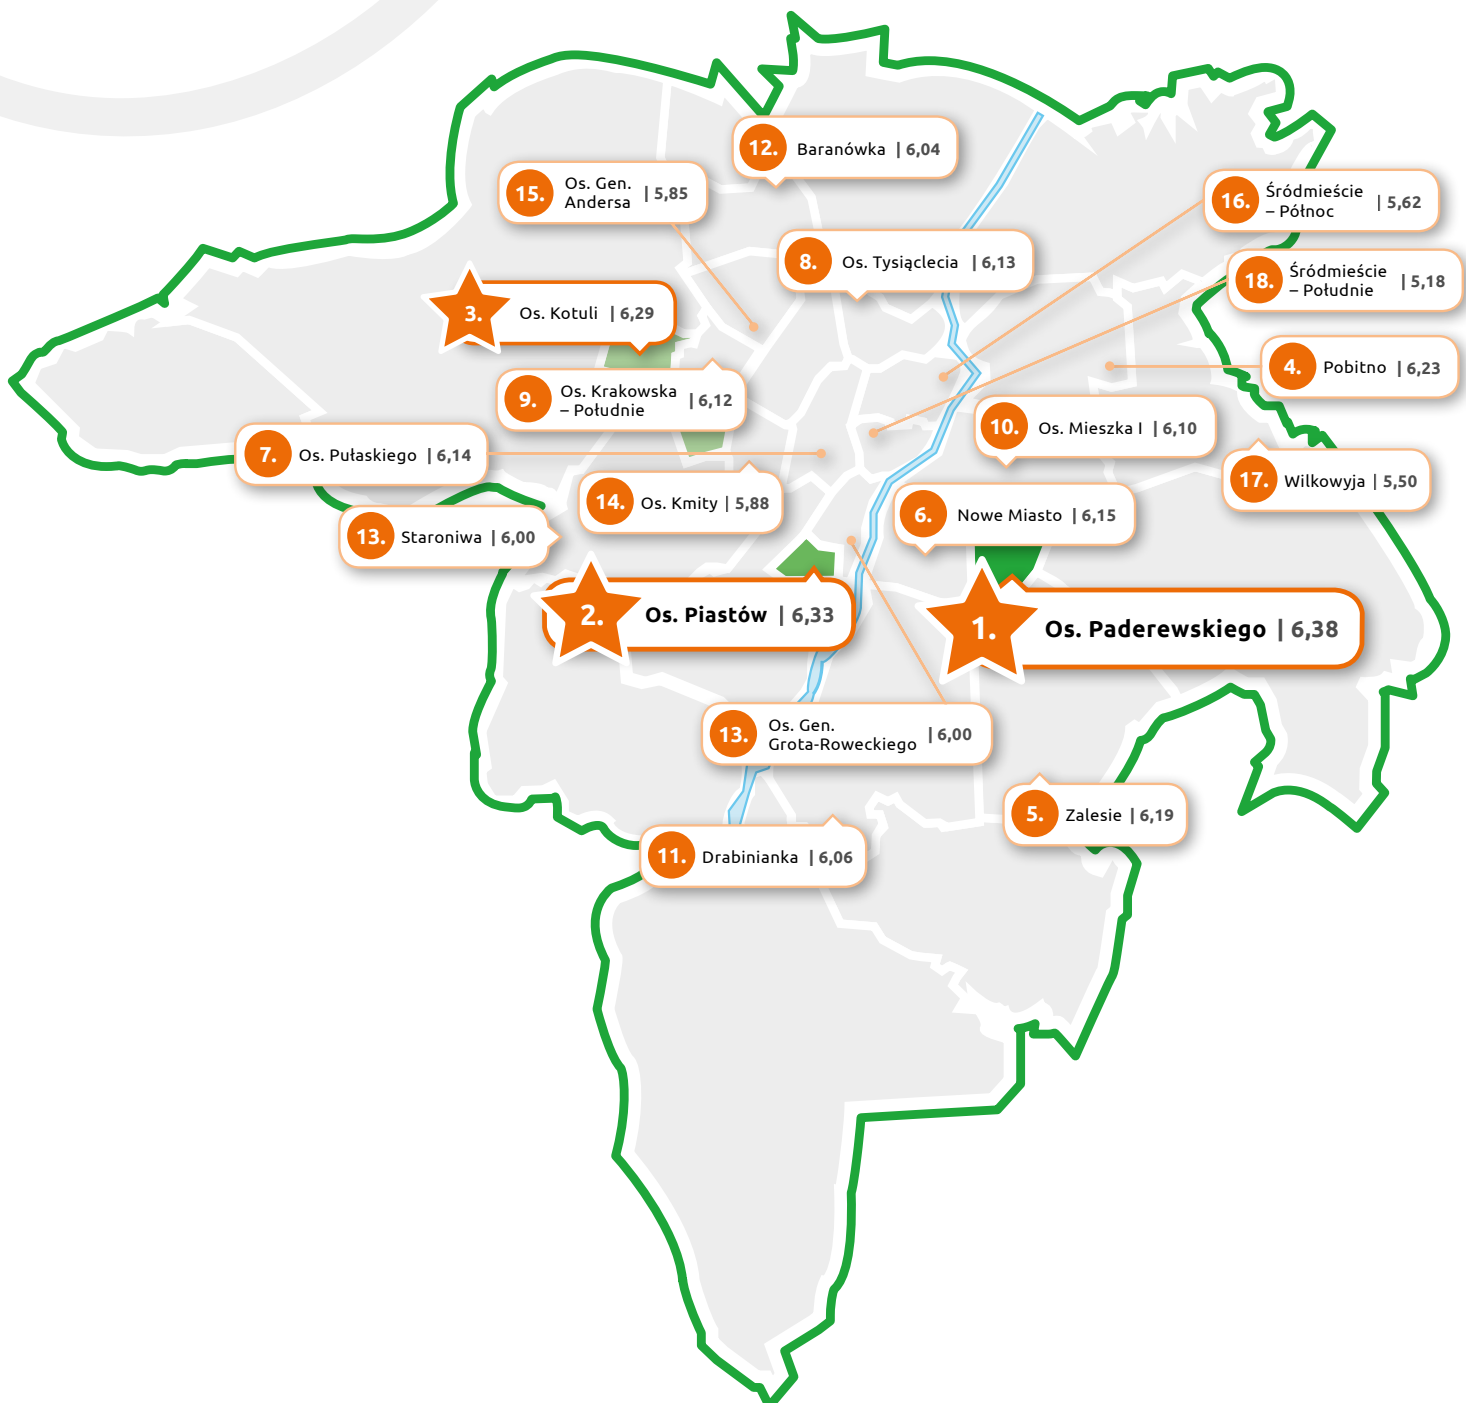 12. Baranówka | 6,04
15. Os. Gen.
Andersa | 5,85
16. Śródmieście
– Północ | 5,62
8. Os. Tysiąclecia | 6,13
18. Śródmieście
– Południe | 5,18
3. Os. Kotuli | 6,29
4. Pobitno | 6,23
9. Os. Krakowska
– Południe | 6,12
10. Os. Mieszka I | 6,10
7. Os. Pułaskiego | 6,14
17. Wilkowyja | 5,50
14. Os. Kmity | 5,88
6. Nowe Miasto | 6,15
13. Staroniwa | 6,00
2. Os. Piastów | 6,33
1. Os. Paderewskiego | 6,38
13. Os. Gen.
Grota-Roweckiego | 6,00
5. Zalesie | 6,19
11. Drabinianka | 6,06